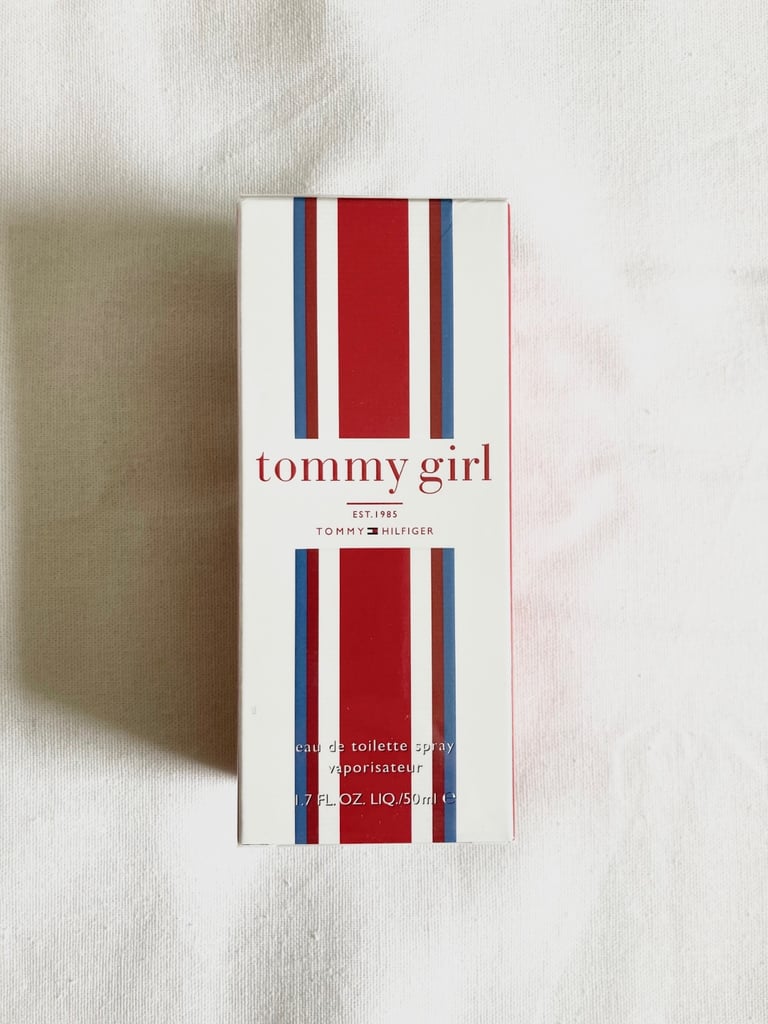 tommy girl
EST.1985
TOMMY HILFIGER
eau de toilette spray
vaporisateur
1.7 FL. OZ. LIQ./50ml ℮